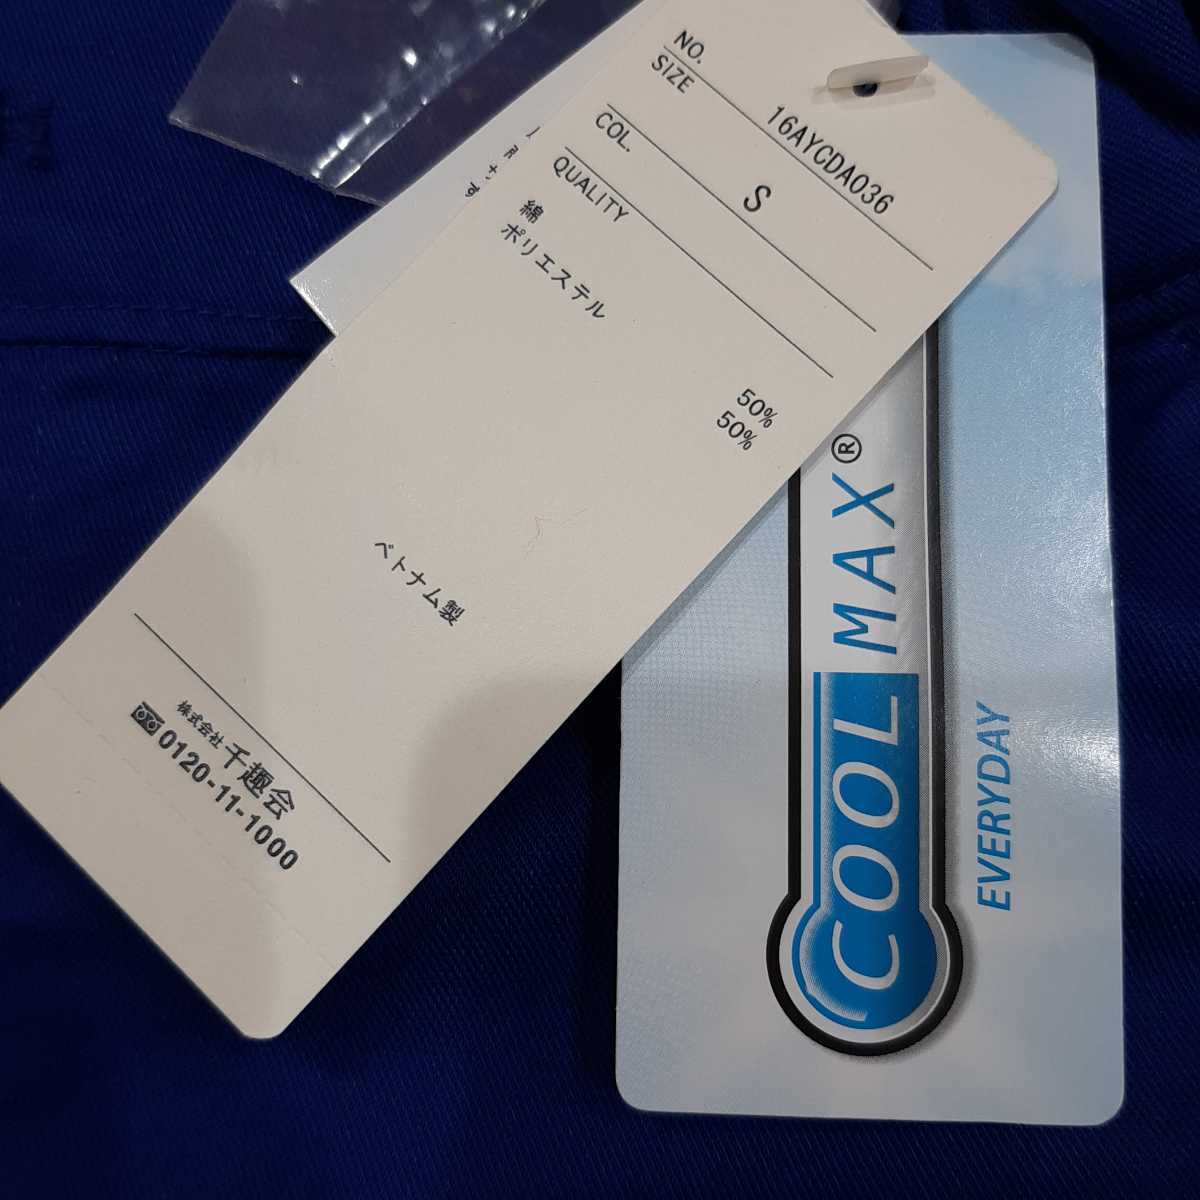 NO. 16AYCDA036
SIZE S
COL.
QUALITY
綿 50%
ポリエステル 50%
ベトナム製
株式会社 千趣会
0120-11-1000
COOLMAX®
EVERYDAY